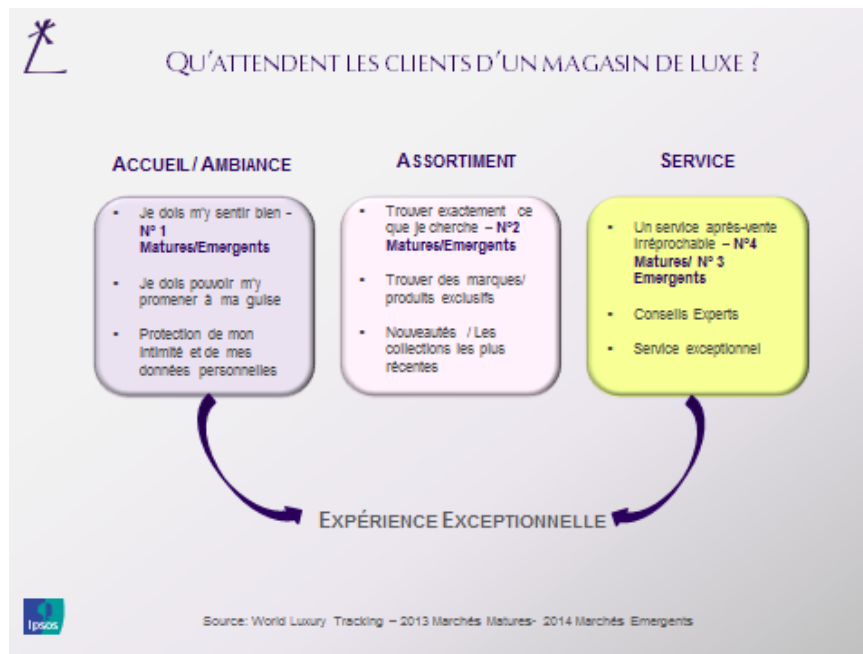 QU'ATTENDENT LES CLIENTS D'UN MAGASIN DE LUXE ?
ACCUEIL / AMBIANCE
▪ Je dois m'y sentir bien –
N° 1
Matures/Emergents
▪ Je dois pouvoir m'y
promener à ma guise
▪ Protection de mon
intimité et de mes
données personnelles
ASSORTIMENT
▪ Trouver exactement ce
que je cherche – N°2
Matures/Emergents
▪ Trouver des marques/
produits exclusifs
▪ Nouveautés / Les
collections les plus
récentes
SERVICE
▪ Un service après-vente
irréprochable – N°4
Matures/ N° 3
Emergents
▪ Conseils Experts
▪ Service exceptionnel
EXPÉRIENCE EXCEPTIONNELLE
Ipsos
Source: World Luxury Tracking – 2013 Marchés Matures- 2014 Marchés Emergents